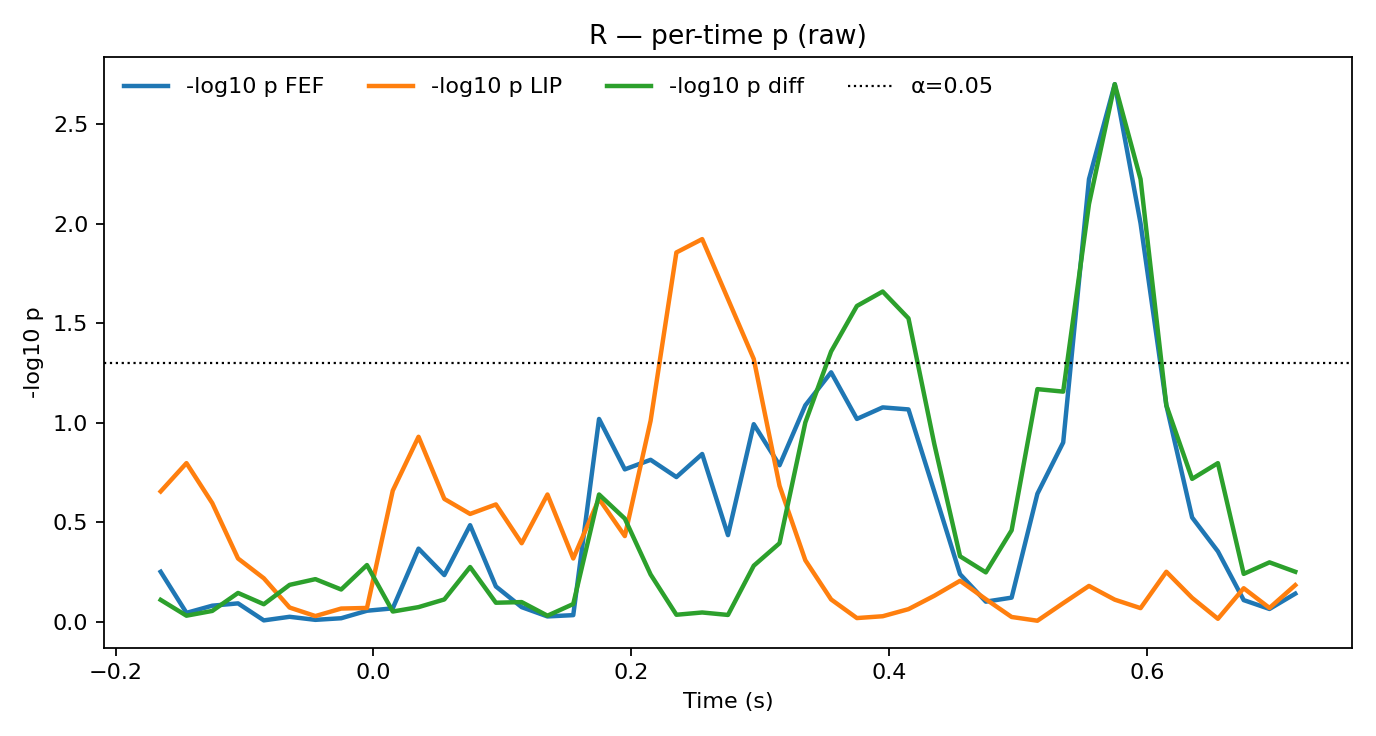 R — per-time p (raw)
-log10 p FEF -log10 p LIP -log10 p diff α=0.05
-log10 p
2.5
2.0
1.5
1.0
0.5
0.0
−0.2 0.0 0.2 0.4 0.6
Time (s)